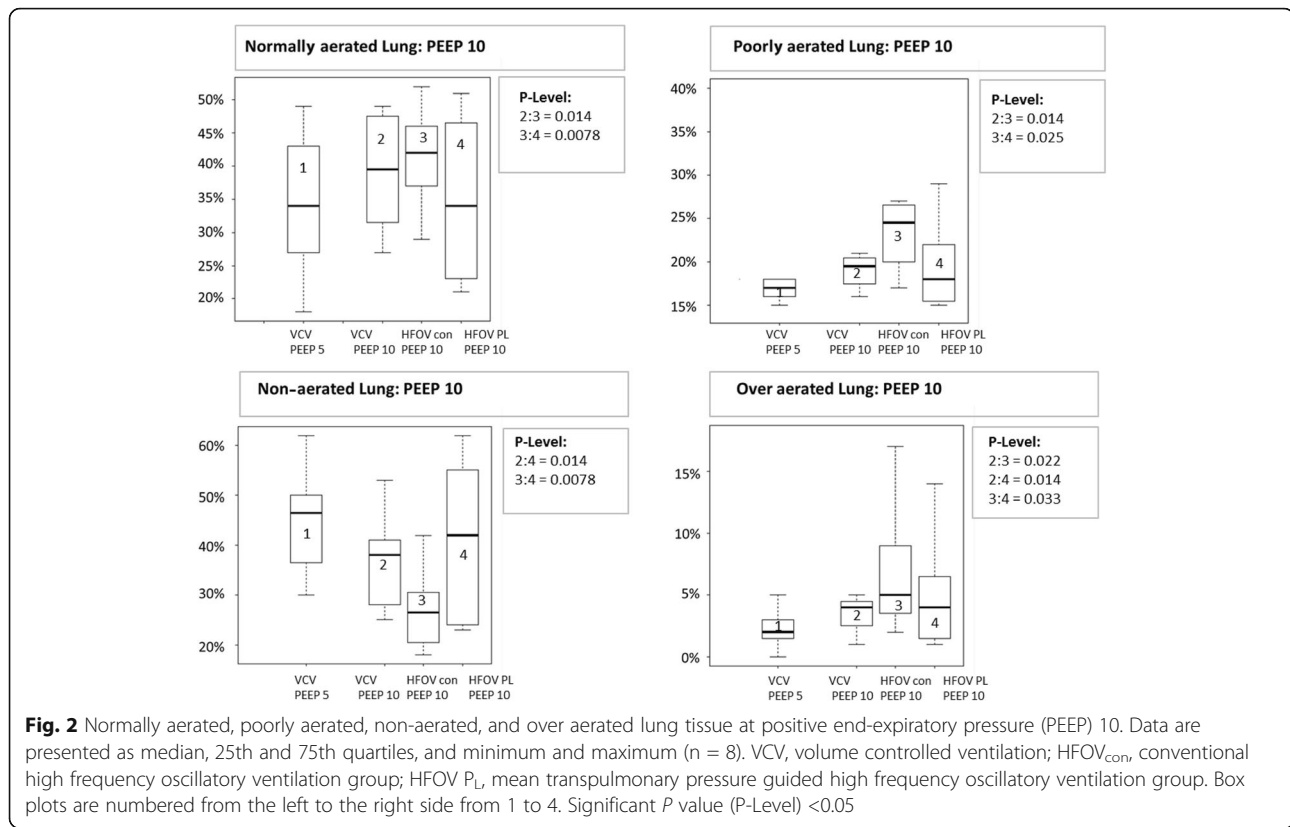 Normally aerated Lung: PEEP 10
50%
45%
40%
35%
30%
25%
20%
1
2
3
4
VCV
PEEP 5
VCV
PEEP 10
HFOV con
PEEP 10
HFOV PL
PEEP 10
P-Level:
2:3 = 0.014
3:4 = 0.0078
Poorly aerated Lung: PEEP 10
40%
35%
30%
25%
20%
15%
1
2
3
4
VCV
PEEP 5
VCV
PEEP 10
HFOV con
PEEP 10
HFOV PL
PEEP 10
P-Level:
2:3 = 0.014
3:4 = 0.025
Non-aerated Lung: PEEP 10
60%
50%
40%
30%
20%
1
2
3
4
VCV
PEEP 5
VCV
PEEP 10
HFOV con
PEEP 10
HFOV PL
PEEP 10
P-Level:
2:4 = 0.014
3:4 = 0.0078
Over aerated Lung: PEEP 10
15%
10%
5%
0%
1
2
3
4
VCV
PEEP 5
VCV
PEEP 10
HFOV con
PEEP 10
HFOV PL
PEEP 10
P-Level:
2:3 = 0.022
2:4 = 0.014
3:4 = 0.033
Fig. 2 Normally aerated, poorly aerated, non-aerated, and over aerated lung tissue at positive end-expiratory pressure (PEEP) 10. Data are
presented as median, 25th and 75th quartiles, and minimum and maximum (n = 8). VCV, volume controlled ventilation; HFOVcon, conventional
high frequency oscillatory ventilation group; HFOV PL, mean transpulmonary pressure guided high frequency oscillatory ventilation group. Box
plots are numbered from the left to the right side from 1 to 4. Significant P value (P-Level) <0.05